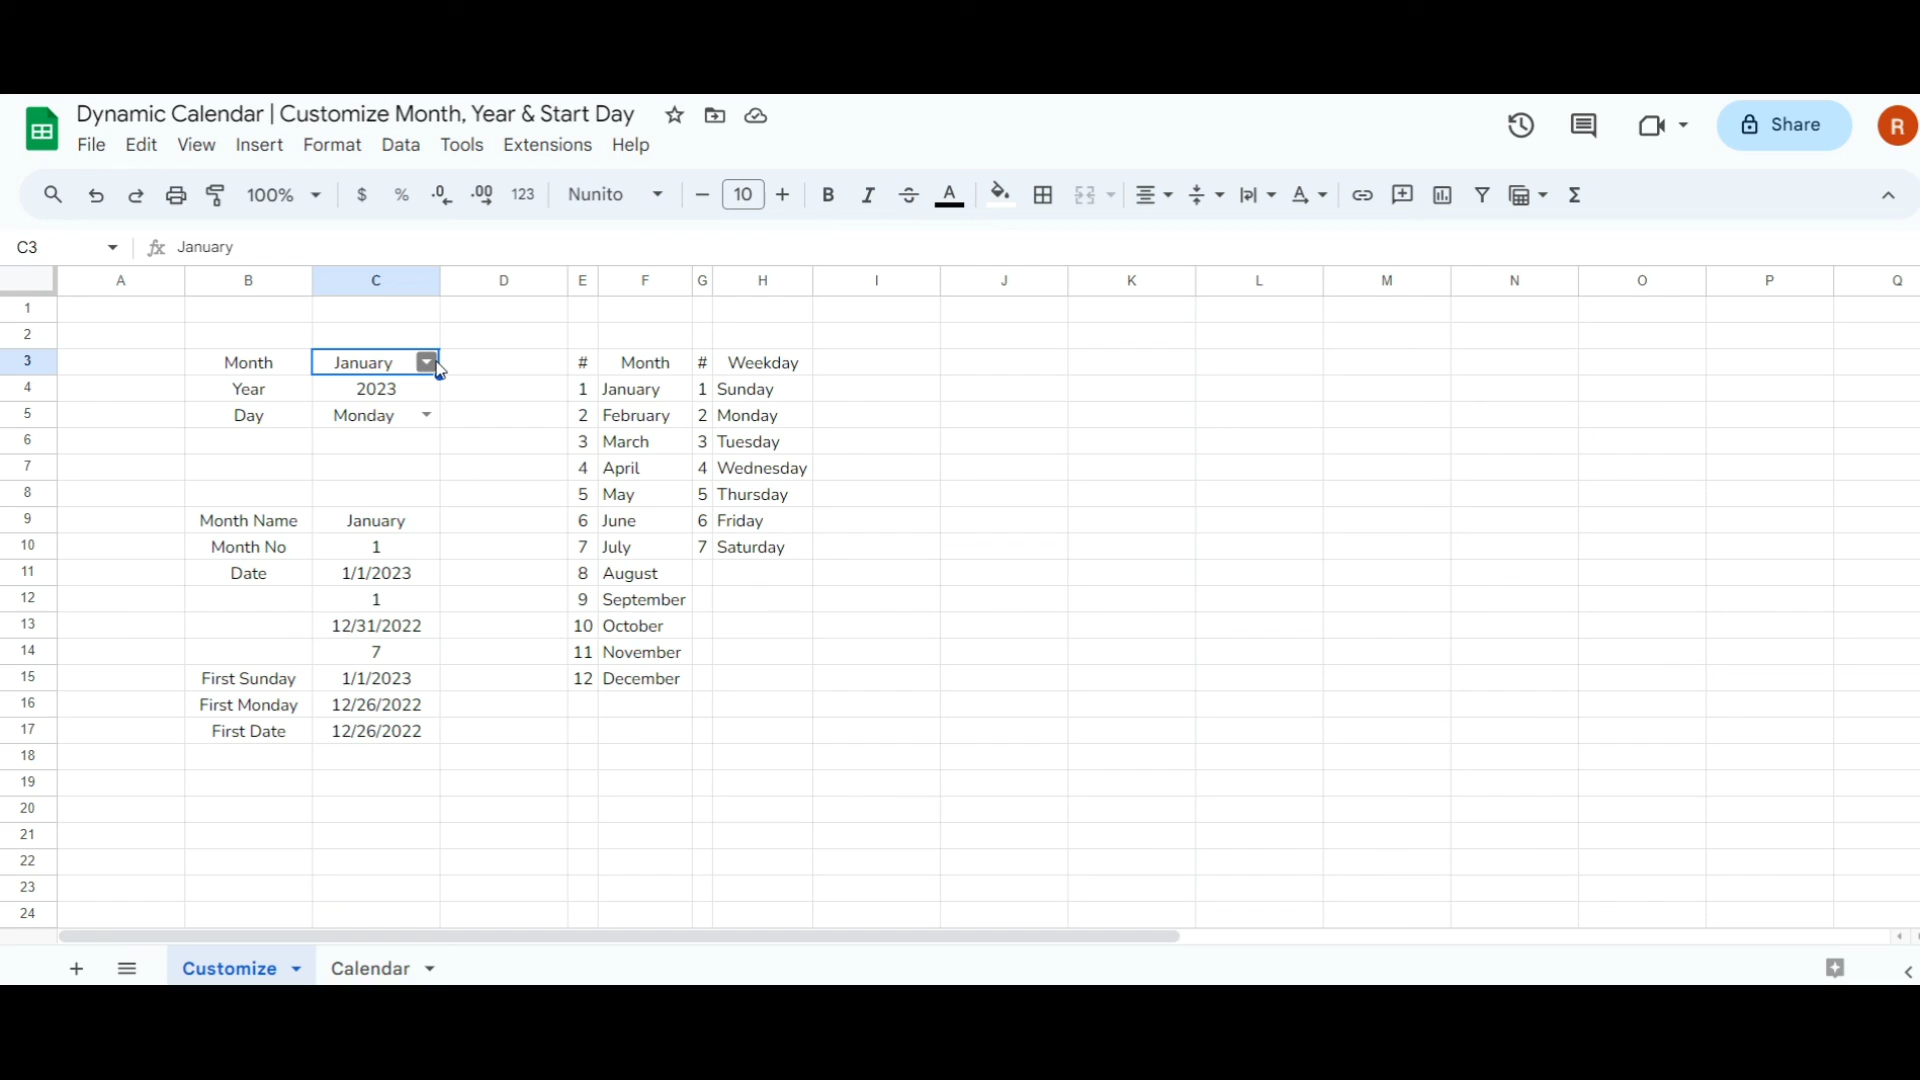 Dynamic Calendar | Customize Month, Year & Start Day
File Edit View Insert Format Data Tools Extensions Help
Share
R
100% $ % .0 .00 123 Nunito 10 B I S A
C3 fx January
A B C D E F G H I J K L M N O P Q
1
2
3 Month January # Month # Weekday
4 Year 2023 1 January 1 Sunday
5 Day Monday 2 February 2 Monday
6 3 March 3 Tuesday
7 4 April 4 Wednesday
8 5 May 5 Thursday
9 Month Name January 6 June 6 Friday
10 Month No 1 7 July 7 Saturday
11 Date 1/1/2023 8 August
12 1 9 September
13 12/31/2022 10 October
14 7 11 November
15 First Sunday 1/1/2023 12 December
16 First Monday 12/26/2022
17 First Date 12/26/2022
18
19
20
21
22
23
24
Customize Calendar